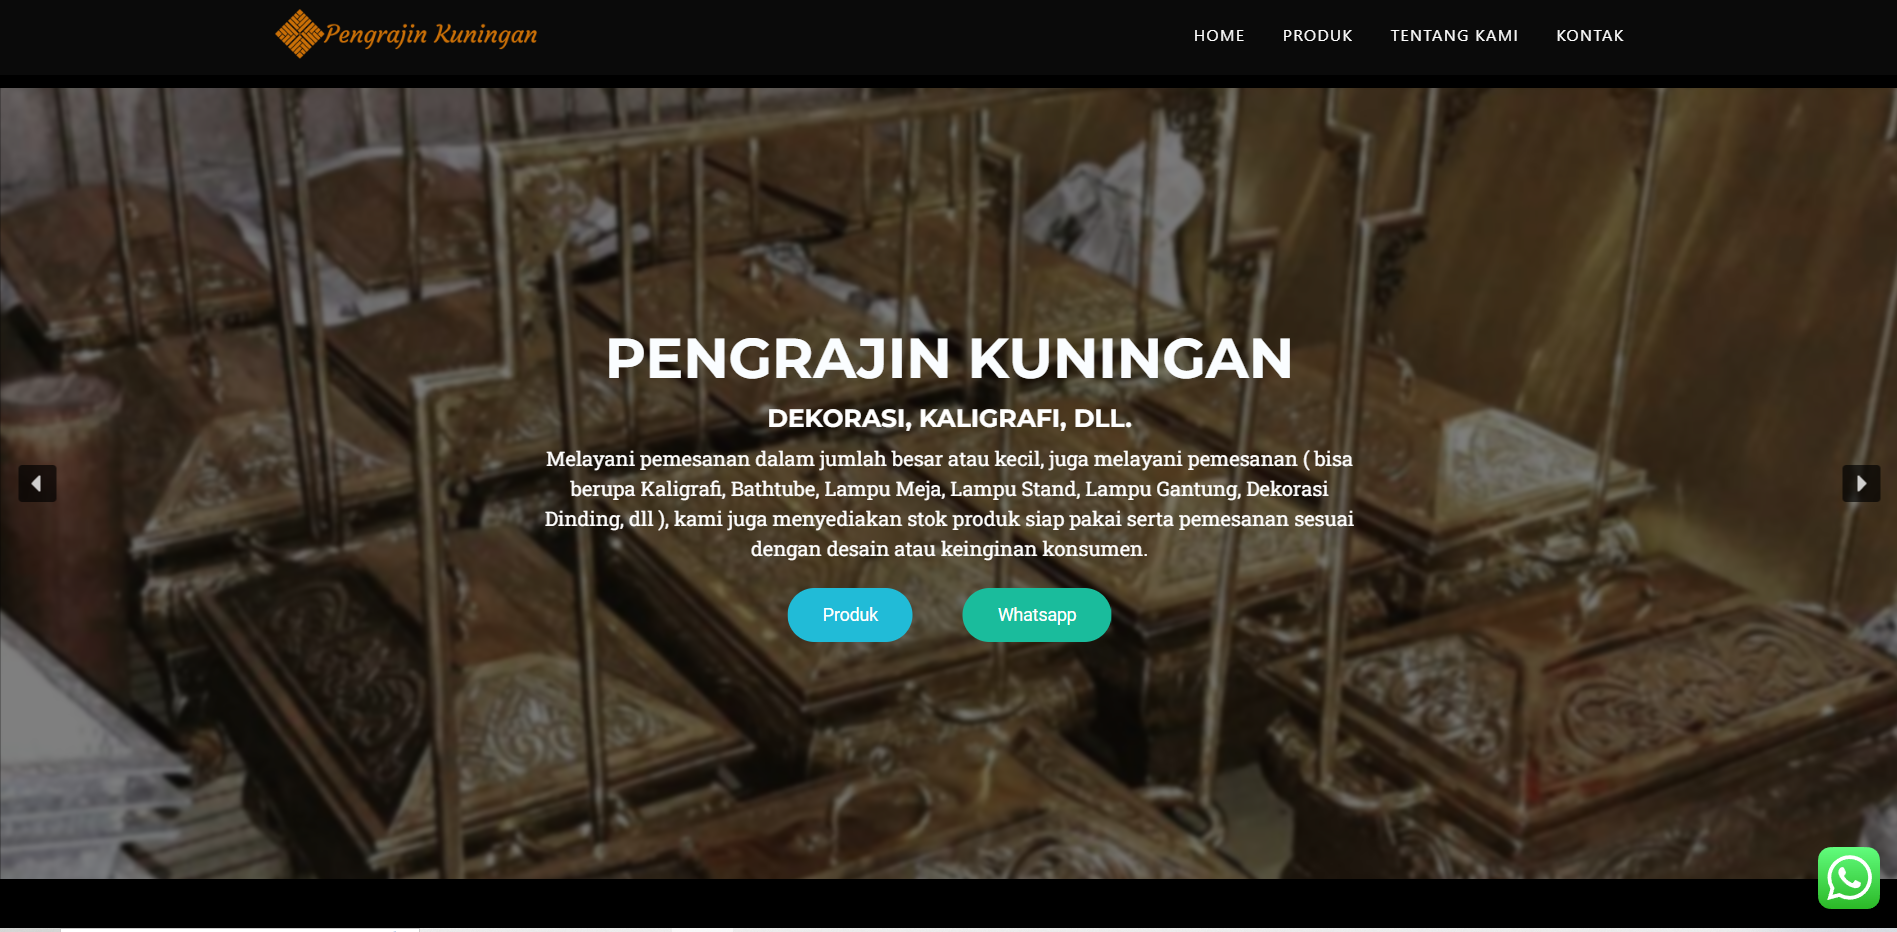 Pengrajin Kuningan
HOME PRODUK TENTANG KAMI KONTAK
PENGRAJIN KUNINGAN
DEKORASI, KALIGRAFI, DLL.
Melayani pemesanan dalam jumlah besar atau kecil, juga melayani pemesanan ( bisa
berupa Kaligrafi, Bathtube, Lampu Meja, Lampu Stand, Lampu Gantung, Dekorasi
Dinding, dll ), kami juga menyediakan stok produk siap pakai serta pemesanan sesuai
dengan desain atau keinginan konsumen.
Produk Whatsapp